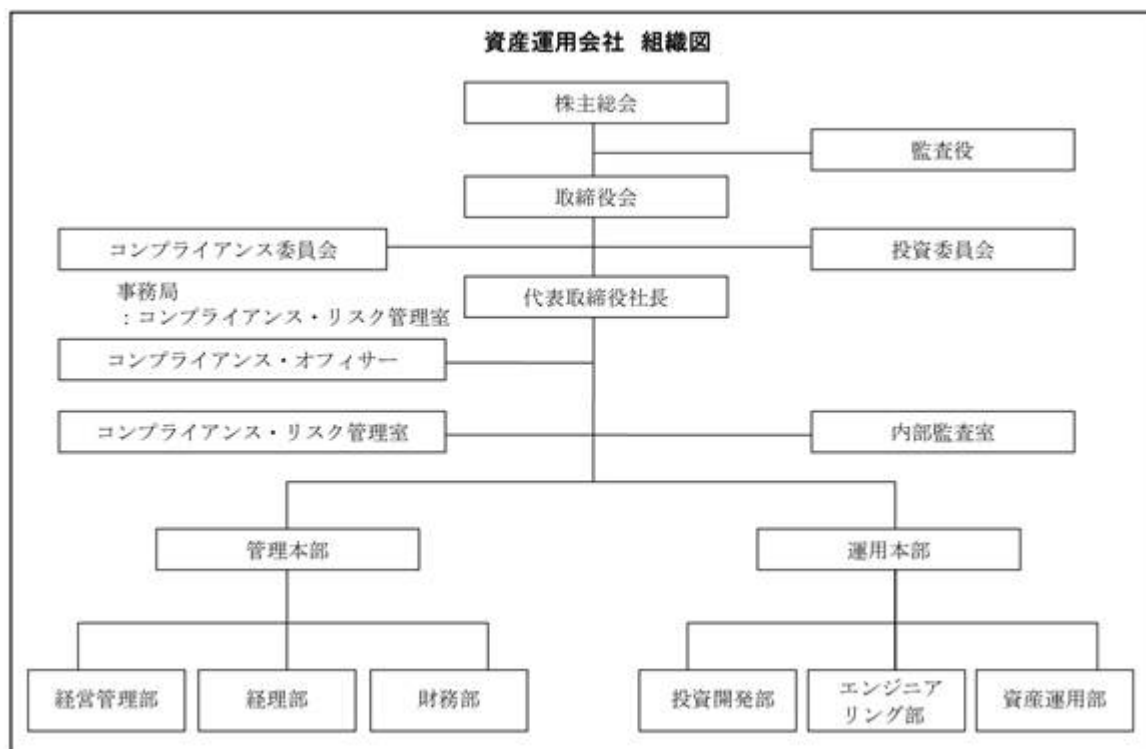 資産運用会社 組織図
株主総会
監査役
取締役会
コンプライアンス委員会
投資委員会
事務局
：コンプライアンス・リスク管理室
代表取締役社長
コンプライアンス・オフィサー
コンプライアンス・リスク管理室
内部監査室
管理本部
運用本部
経営管理部
経理部
財務部
投資開発部
エンジニア
リング部
資産運用部